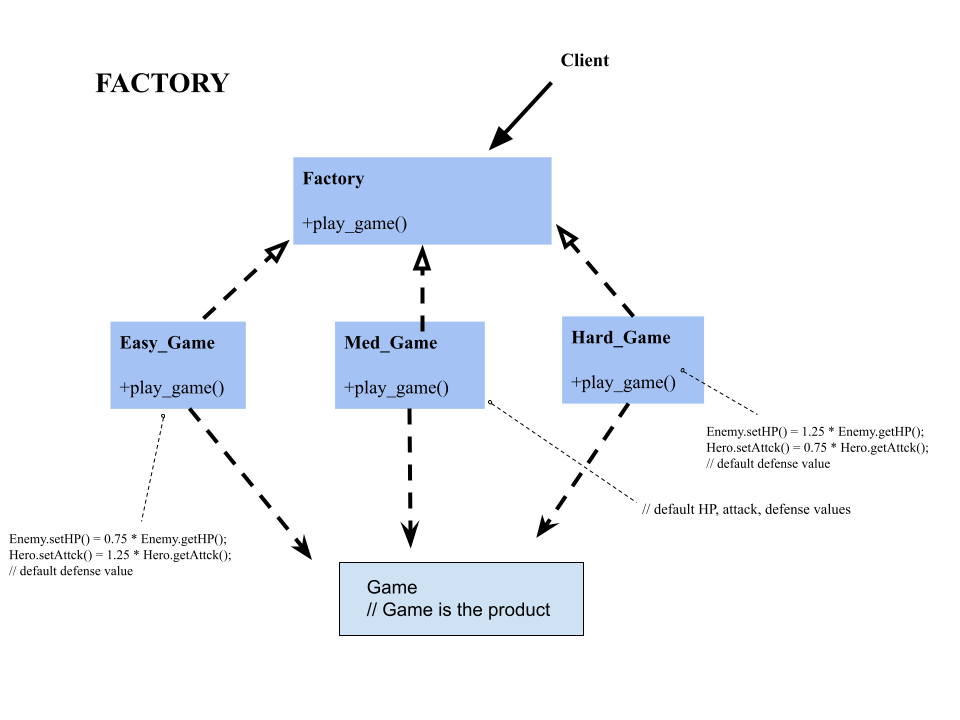 Client
FACTORY
Factory
+play_game()
Easy_Game
+play_game()
Med_Game
+play_game()
Hard_Game
+play_game()
Enemy.setHP() = 1.25 * Enemy.getHP();
Hero.setAttck() = 0.75 * Hero.getAttck();
// default defense value
// default HP, attack, defense values
Enemy.setHP() = 0.75 * Enemy.getHP();
Hero.setAttck() = 1.25 * Hero.getAttck();
// default defense value
Game
// Game is the product